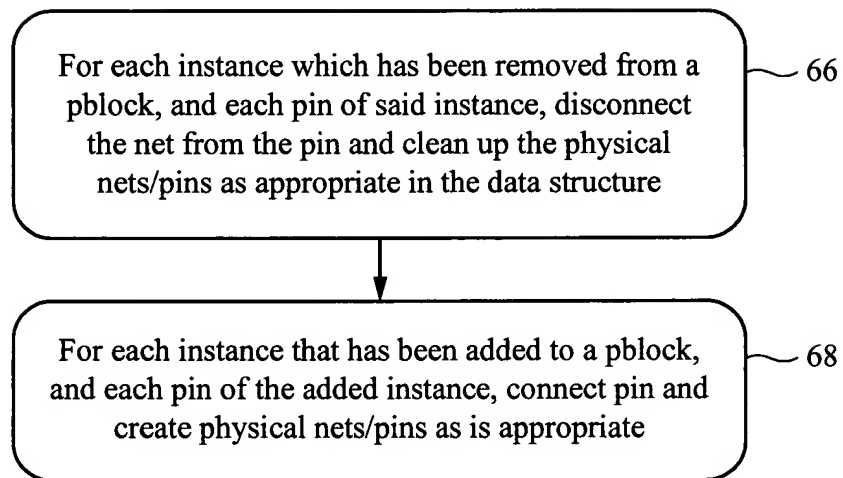 For each instance which has been removed from a
pblock, and each pin of said instance, disconnect
the net from the pin and clean up the physical
nets/pins as appropriate in the data structure
66
For each instance that has been added to a pblock,
and each pin of the added instance, connect pin and
create physical nets/pins as is appropriate
68